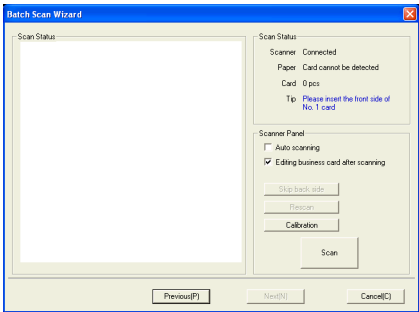 Batch Scan Wizard
Scan Status
Scan Status
Scanner Connected
Paper Card cannot be detected
Card 0 pcs
Tip Please insert the front side of
No. 1 card
Scanner Panel
Auto scanning
Editing business card after scanning
Skip back side
Rescan
Calibration
Scan
Previous(P)
Next(N)
Cancel(C)